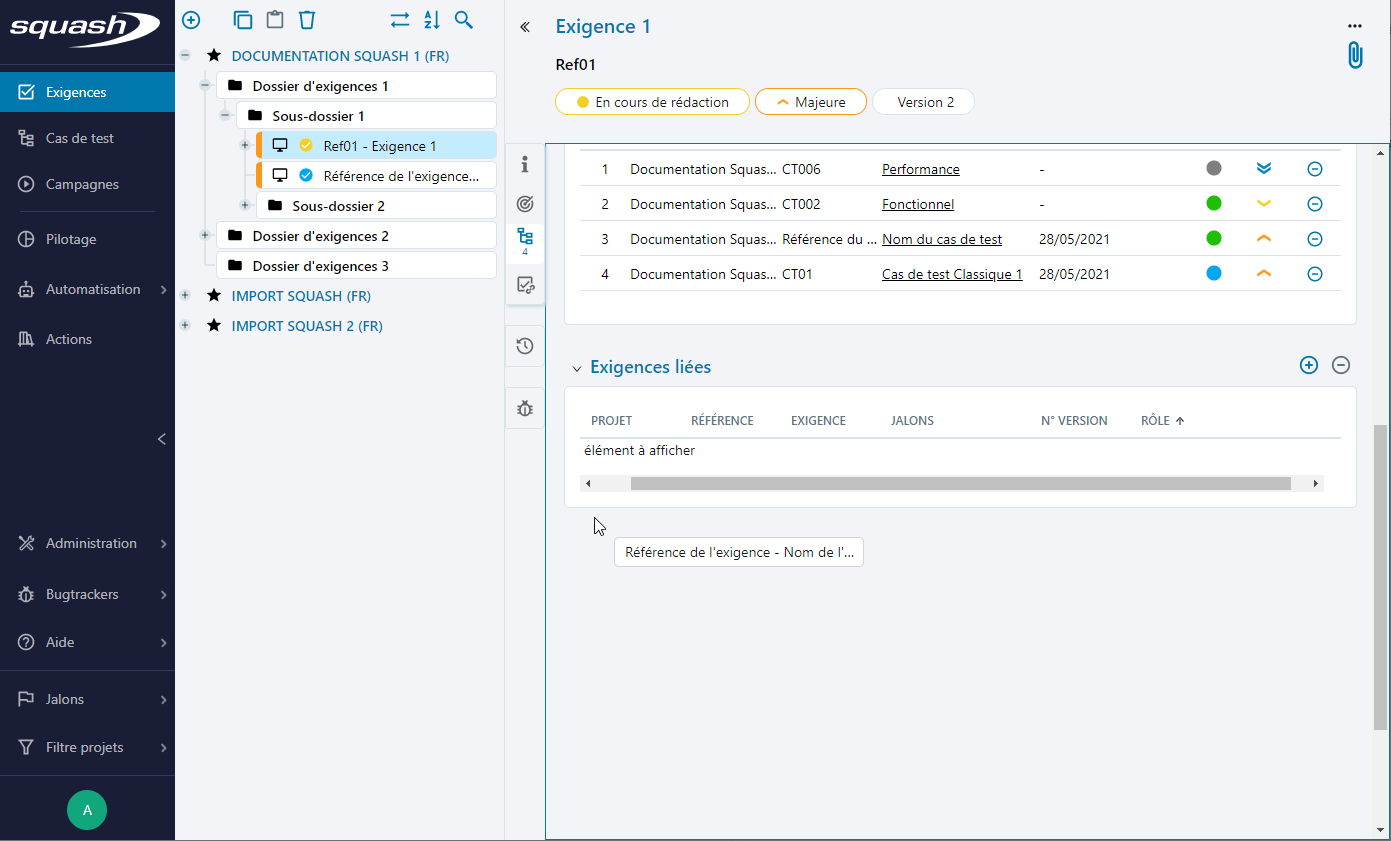 squash
Exigences
Cas de test
Campagnes
Pilotage
Automatisation
Actions
Administration
Bugtrackers
Aide
Jalons
Filtre projets
A
DOCUMENTATION SQUASH 1 (FR)
Dossier d'exigences 1
Sous-dossier 1
Ref01 - Exigence 1
Référence de l'exigence...
Sous-dossier 2
Dossier d'exigences 2
Dossier d'exigences 3
IMPORT SQUASH (FR)
IMPORT SQUASH 2 (FR)
Exigence 1
Ref01
En cours de rédaction Majeure Version 2
4
1 Documentation Squas... CT006 Performance -
2 Documentation Squas... CT002 Fonctionnel -
3 Documentation Squas... Référence du ... Nom du cas de test 28/05/2021
4 Documentation Squas... CT01 Cas de test Classique 1 28/05/2021
Exigences liées
PROJET RÉFÉRENCE EXIGENCE JALONS N° VERSION RÔLE
élément à afficher
Référence de l'exigence - Nom de l'...